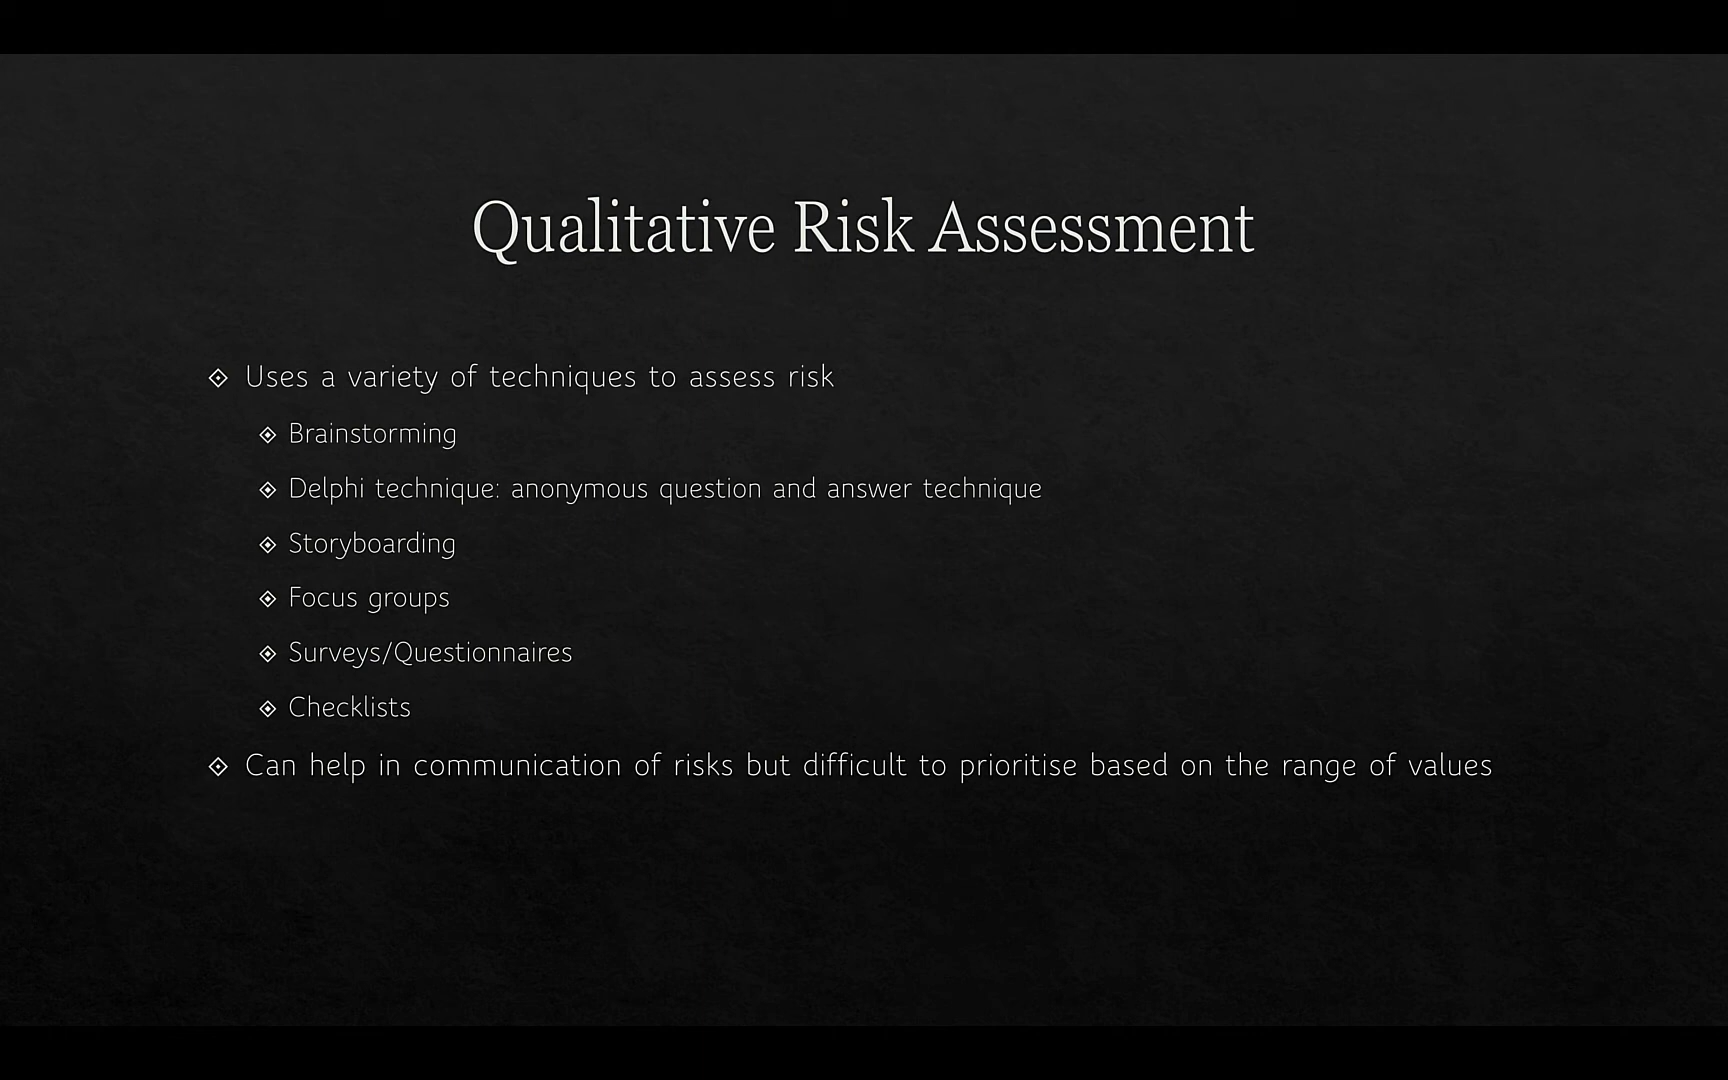 Qualitative Risk Assessment
Uses a variety of techniques to assess risk
Brainstorming
Delphi technique: anonymous question and answer technique
Storyboarding
Focus groups
Surveys/Questionnaires
Checklists
Can help in communication of risks but difficult to prioritise based on the range of values